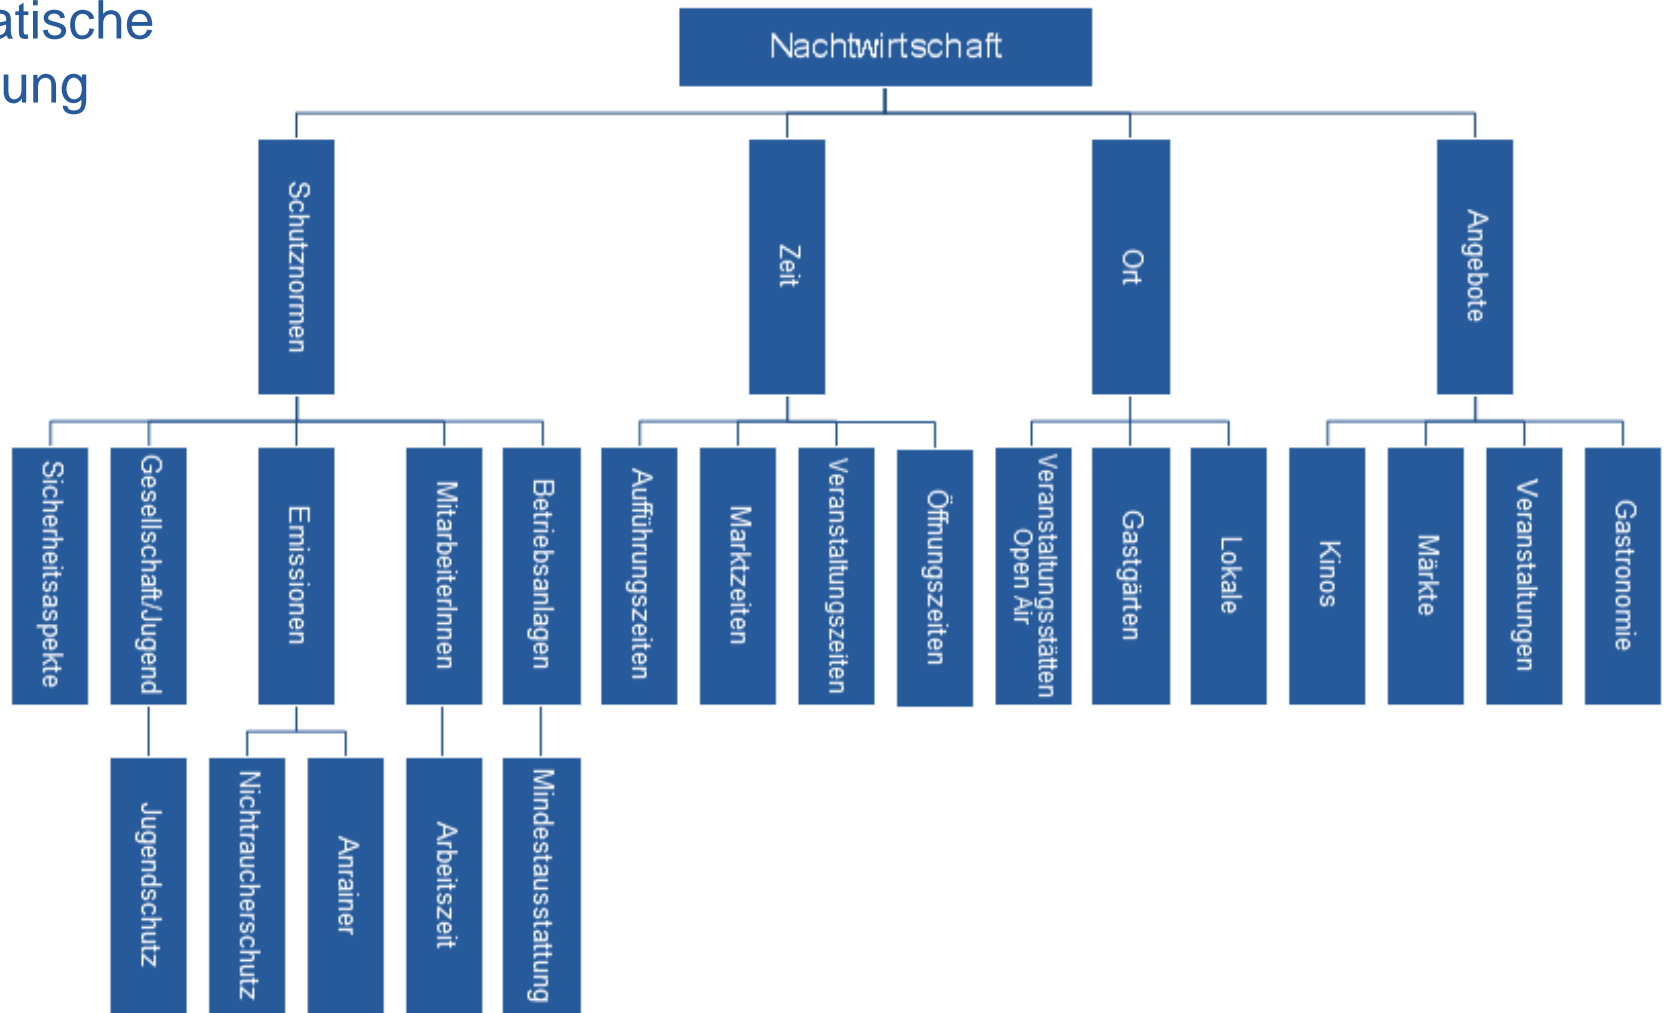 atische
ung
Nachtwirtschaft
Schutznormen
Zeit
Ort
Angebote
Sicherheitsaspekte
Gesellschaft/Jugend
Emissionen
MitarbeiterInnen
Betriebsanlagen
Aufführungszeiten
Marktzeiten
Veranstaltungszeiten
Öffnungszeiten
Veranstaltungsstätten
Open Air
Gastgärten
Lokale
Kinos
Märkte
Veranstaltungen
Gastronomie
Jugendschutz
Nichtraucherschutz
Anrainer
Arbeitszeit
Mindestausstattung